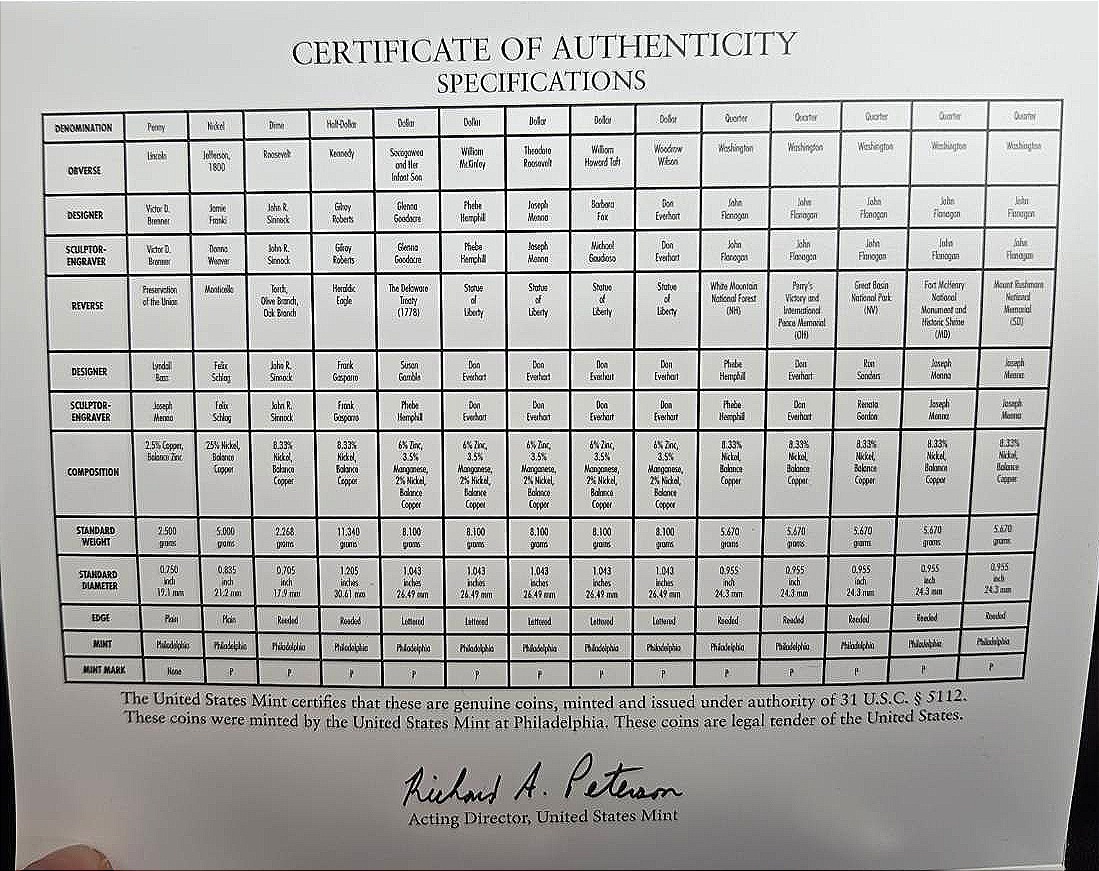 CERTIFICATE OF AUTHENTICITY
SPECIFICATIONS
DENOMINATION Penny Nickel Dime Half-Dollar Dollar Dollar Dollar Dollar Dollar Quarter Quarter Quarter Quarter Quarter
OBVERSE Lincoln Jefferson, 1800 Roosevelt Kennedy Sacagawea and Her Infant Son William McKinley Theodore Roosevelt William Howard Taft Woodrow Wilson Washington Washington Washington Washington Washington
DESIGNER Victor D. Brenner Jamie Franki John R. Sinnock Gilroy Roberts Glenna Goodacre Phebe Hemphill Joseph Menna Barbara Fox Don Everhart John Flanagan John Flanagan John Flanagan John Flanagan John Flanagan
SCULPTOR-ENGRAVER Victor D. Brenner Donna Weaver John R. Sinnock Gilroy Roberts Glenna Goodacre Phebe Hemphill Joseph Menna Michael Gaudioso Don Everhart John Flanagan John Flanagan John Flanagan John Flanagan John Flanagan
REVERSE Preservation of the Union Monticello Torch, Olive Branch, Oak Branch Heraldic Eagle The Delaware Treaty (1778) Statue of Liberty Statue of Liberty Statue of Liberty Statue of Liberty White Mountain National Forest (NH) Perry's Victory and International Peace Memorial (OH) Great Basin National Park (NV) Fort McHenry National Monument and Historic Shrine (MD) Mount Rushmore National Memorial (SD)
DESIGNER Lyndall Bass Felix Schlag John R. Sinnock Frank Gasparro Susan Gamble Don Everhart Don Everhart Don Everhart Don Everhart Phebe Hemphill Don Everhart Ron Sanders Joseph Menna Joseph Menna
SCULPTOR-ENGRAVER Joseph Menna Felix Schlag John R. Sinnock Frank Gasparro Phebe Hemphill Don Everhart Don Everhart Don Everhart Don Everhart Phebe Hemphill Don Everhart Renata Gordon Joseph Menna Joseph Menna
COMPOSITION 2.5% Copper, Balance Zinc 25% Nickel, Balance Copper 8.33% Nickel, Balance Copper 8.33% Nickel, Balance Copper 6% Zinc, 3.5% Manganese, 2% Nickel, Balance Copper 6% Zinc, 3.5% Manganese, 2% Nickel, Balance Copper 6% Zinc, 3.5% Manganese, 2% Nickel, Balance Copper 6% Zinc, 3.5% Manganese, 2% Nickel, Balance Copper 6% Zinc, 3.5% Manganese, 2% Nickel, Balance Copper 8.33% Nickel, Balance Copper 8.33% Nickel, Balance Copper 8.33% Nickel, Balance Copper 8.33% Nickel, Balance Copper 8.33% Nickel, Balance Copper
STANDARD WEIGHT 2.500 grams 5.000 grams 2.268 grams 11.340 grams 8.100 grams 8.100 grams 8.100 grams 8.100 grams 8.100 grams 5.670 grams 5.670 grams 5.670 grams 5.670 grams 5.670 grams
STANDARD DIAMETER 0.750 inch 19.1 mm 0.835 inch 21.2 mm 0.705 inch 17.9 mm 1.205 inches 30.61 mm 1.043 inches 26.49 mm 1.043 inches 26.49 mm 1.043 inches 26.49 mm 1.043 inches 26.49 mm 1.043 inches 26.49 mm 0.955 inch 24.3 mm 0.955 inch 24.3 mm 0.955 inch 24.3 mm 0.955 inch 24.3 mm 0.955 inch 24.3 mm
EDGE Plain Plain Reeded Reeded Lettered Lettered Lettered Lettered Lettered Reeded Reeded Reeded Reeded Reeded
MINT Philadelphia Philadelphia Philadelphia Philadelphia Philadelphia Philadelphia Philadelphia Philadelphia Philadelphia Philadelphia Philadelphia Philadelphia Philadelphia Philadelphia
MINT MARK None P P P P P P P P P P P P P
The United States Mint certifies that these are genuine coins, minted and issued under authority of 31 U.S.C. § 5112.
These coins were minted by the United States Mint at Philadelphia. These coins are legal tender of the United States.
Richard A. Peterson
Acting Director, United States Mint